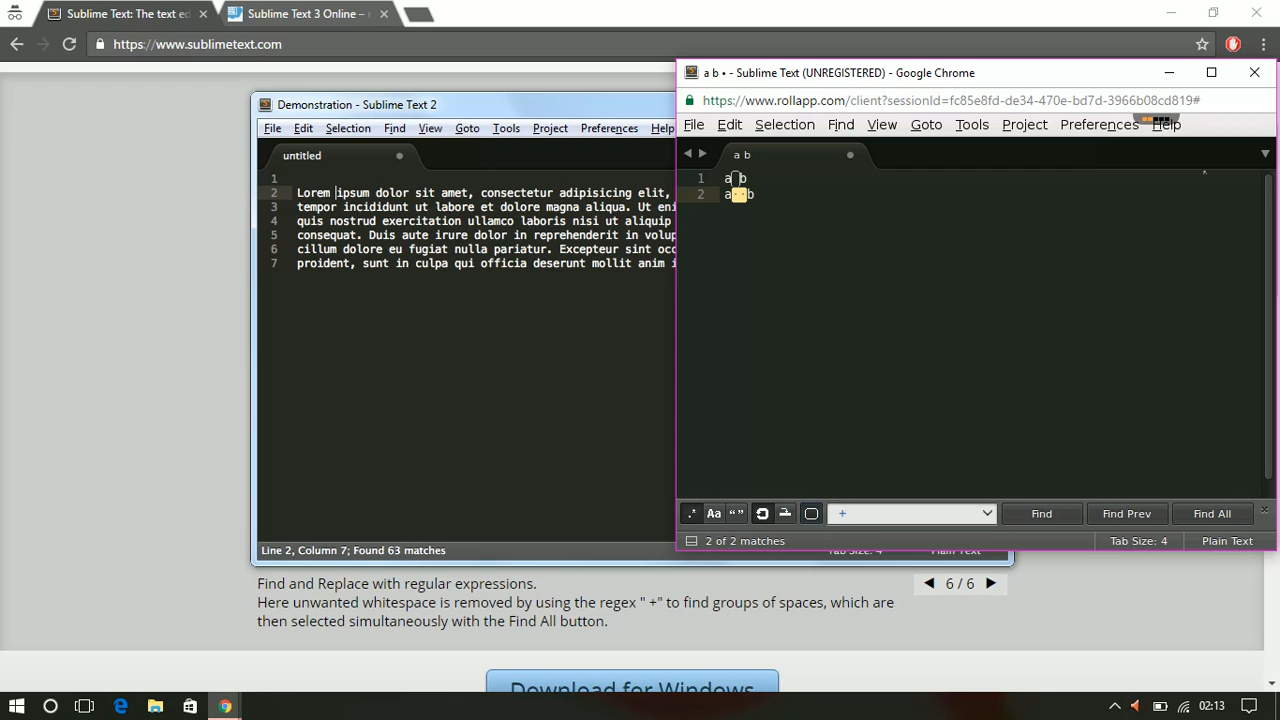 Sublime Text: The text ed
Sublime Text 3 Online –
https://www.sublimetext.com
Demonstration - Sublime Text 2
File Edit Selection Find View Goto Tools Project Preferences Help
untitled
1
2 Lorem ipsum dolor sit amet, consectetur adipisicing elit,
3 tempor incididunt ut labore et dolore magna aliqua. Ut eni
4 quis nostrud exercitation ullamco laboris nisi ut aliquip
5 consequat. Duis aute irure dolor in reprehenderit in volup
6 cillum dolore eu fugiat nulla pariatur. Excepteur sint occ
7 proident, sunt in culpa qui officia deserunt mollit anim i
Line 2, Column 7; Found 63 matches
Tab Size: 4 Plain Text
a b • - Sublime Text (UNREGISTERED) - Google Chrome
https://www.rollapp.com/client?sessionId=fc85e8fd-de34-470e-bd7d-3966b08cd819#
File Edit Selection Find View Goto Tools Project Preferences Help
a b
1 a b
2 a  b
.* Aa “ ” + Find Find Prev Find All
2 of 2 matches Tab Size: 4 Plain Text
Find and Replace with regular expressions.
6 / 6
Here unwanted whitespace is removed by using the regex " +" to find groups of spaces, which are
then selected simultaneously with the Find All button.
Download for Windows
02:13